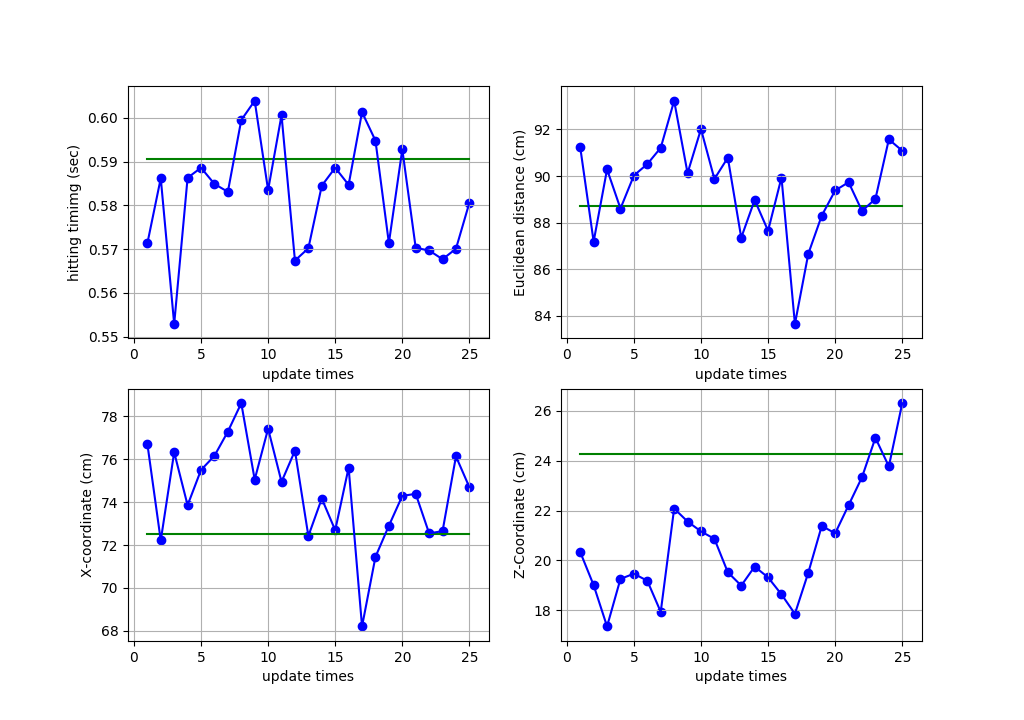 0.60
0.59
0.58
0.57
0.56
0.55
hitting timimg (sec)
0 5 10 15 20 25
update times
92
90
88
86
84
Euclidean distance (cm)
0 5 10 15 20 25
update times
78
76
74
72
70
68
X-coordinate (cm)
0 5 10 15 20 25
update times
26
24
22
20
18
Z-Coordinate (cm)
0 5 10 15 20 25
update times